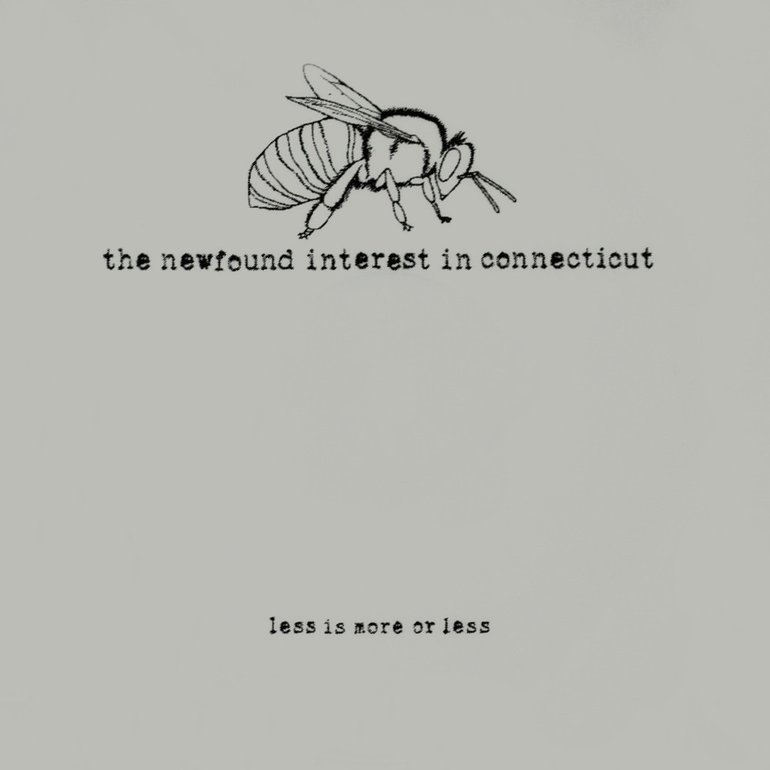 the newfound interest in connecticut
less is more or less